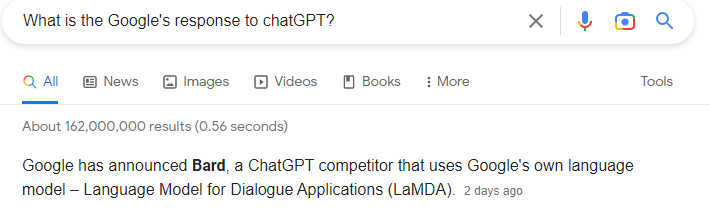 What is the Google's response to chatGPT?
All News Images Videos Books More Tools
About 162,000,000 results (0.56 seconds)
Google has announced Bard, a ChatGPT competitor that uses Google's own language
model – Language Model for Dialogue Applications (LaMDA). 2 days ago